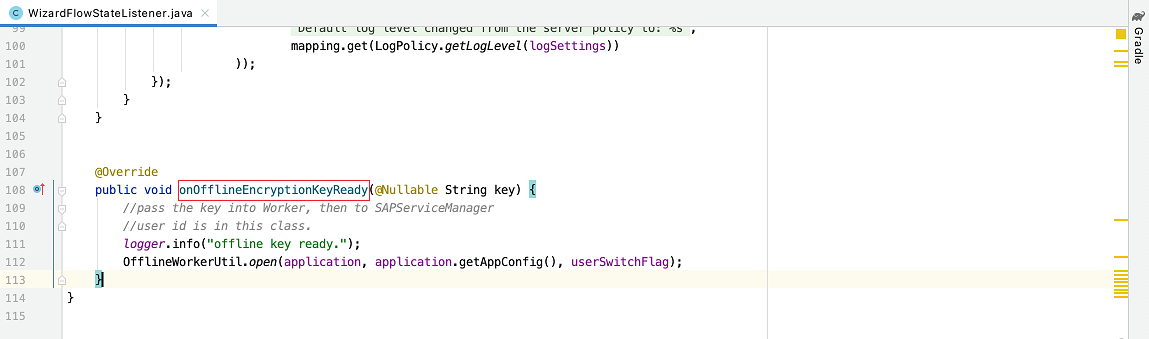 WizardFlowStateListener.java
99 "Default log level changed from the server policy to: %s",
100 mapping.get(LogPolicy.getLogLevel(logSettings))
101 ));
102 });
103 }
104 }
105
106
107 @Override
108 public void onOfflineEncryptionKeyReady(@Nullable String key) {
109 //pass the key into Worker, then to SAPServiceManager
110 //user id is in this class.
111 logger.info("offline key ready.");
112 OfflineWorkerUtil.open(application, application.getAppConfig(), userSwitchFlag);
113 }
114 }
115
Gradle